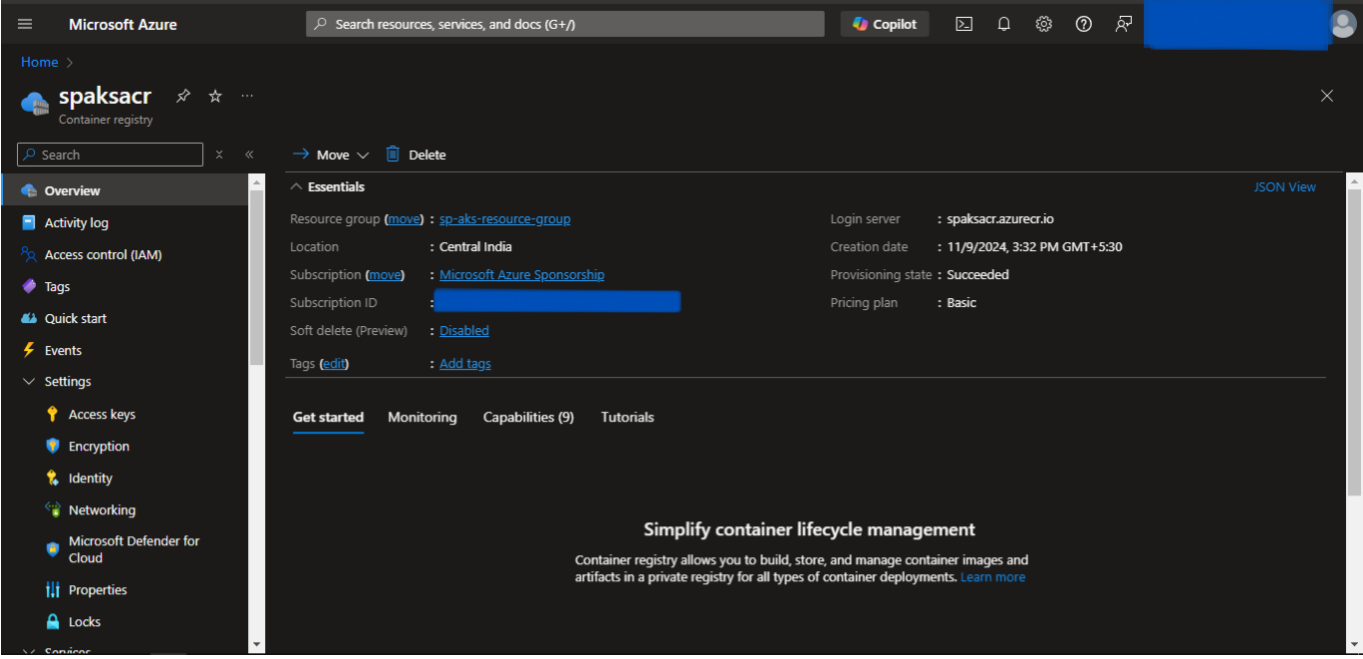 Microsoft Azure
Search resources, services, and docs (G+/)
Copilot
Home >
spaksacr
Container registry
Search
Move
Delete
Overview
Activity log
Access control (IAM)
Tags
Quick start
Events
Settings
Access keys
Encryption
Identity
Networking
Microsoft Defender for
Cloud
Properties
Locks
Services
Essentials
JSON View
Resource group (move) : sp-aks-resource-group
Location : Central India
Subscription (move) : Microsoft Azure Sponsorship
Subscription ID :
Soft delete (Preview) : Disabled
Tags (edit) : Add tags
Login server : spaksacr.azurecr.io
Creation date : 11/9/2024, 3:32 PM GMT+5:30
Provisioning state : Succeeded
Pricing plan : Basic
Get started Monitoring Capabilities (9) Tutorials
Simplify container lifecycle management
Container registry allows you to build, store, and manage container images and
artifacts in a private registry for all types of container deployments. Learn more